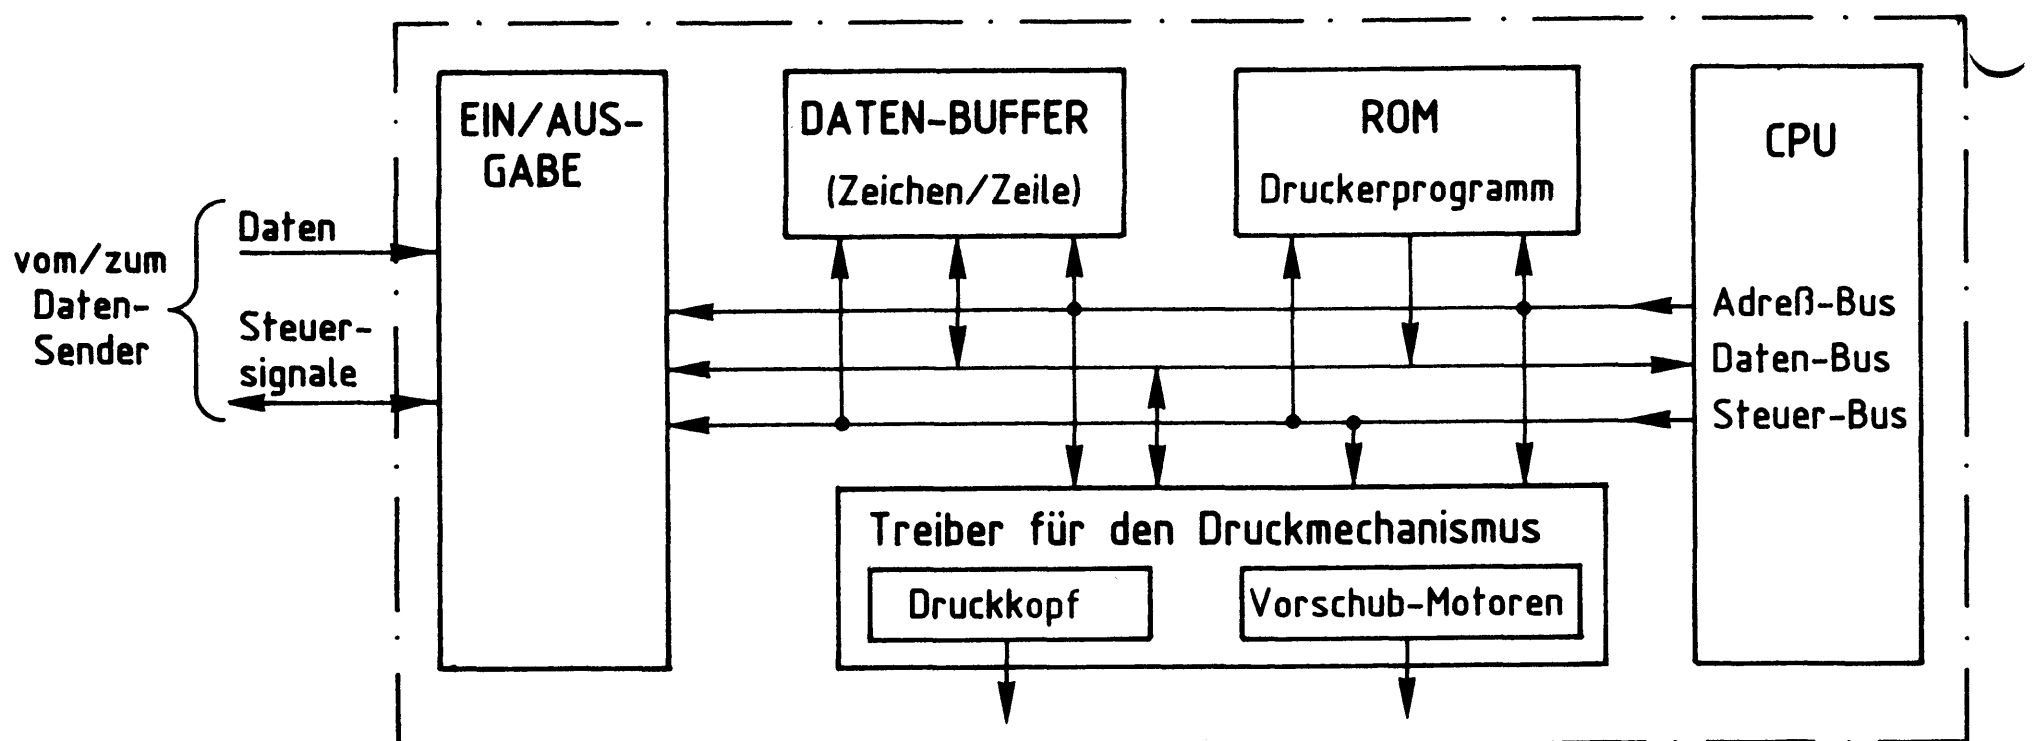 vom/zum
Daten-
Sender
Daten
Steuer-
signale
EIN/AUS-
GABE
DATEN-BUFFER
(Zeichen/Zeile)
ROM
Druckerprogramm
CPU
Adreß-Bus
Daten-Bus
Steuer-Bus
Treiber für den Druckmechanismus
Druckkopf
Vorschub-Motoren